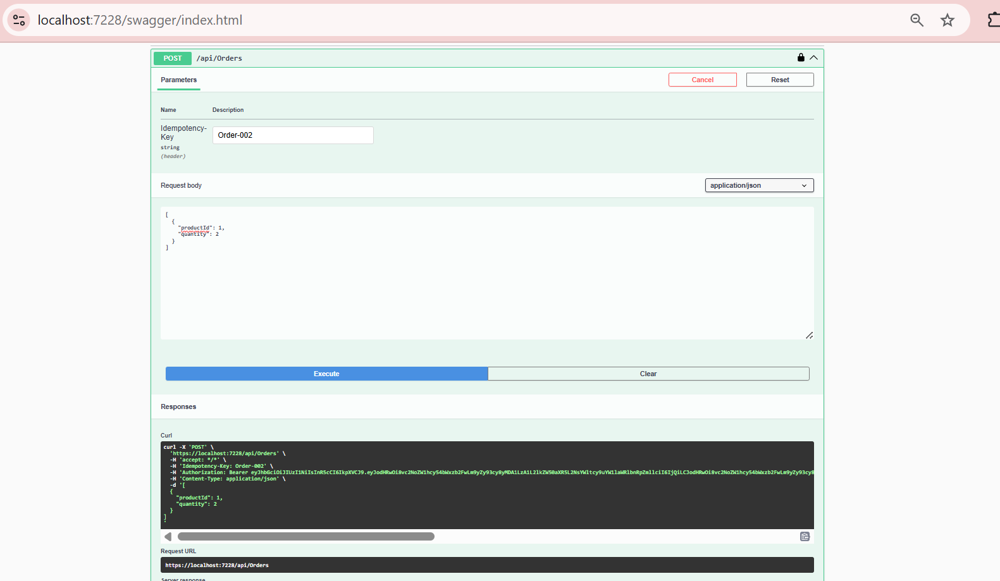 localhost:7228/swagger/index.html
POST /api/Orders
Parameters
Cancel
Reset
Name Description
Idempotency-
Key
string
(header)
Order-002
Request body
application/json
[
{
"productId": 1,
"quantity": 2
}
]
Execute
Clear
Responses
Curl
curl -X 'POST' \
'https://localhost:7228/api/Orders' \
-H 'accept: */*' \
-H 'Idempotency-Key: Order-002' \
-H 'Authorization: Bearer
-H 'Content-Type: application/json' \
-d '[
{
"productId": 1,
"quantity": 2
}
]
'
Request URL
https://localhost:7228/api/Orders
Server response